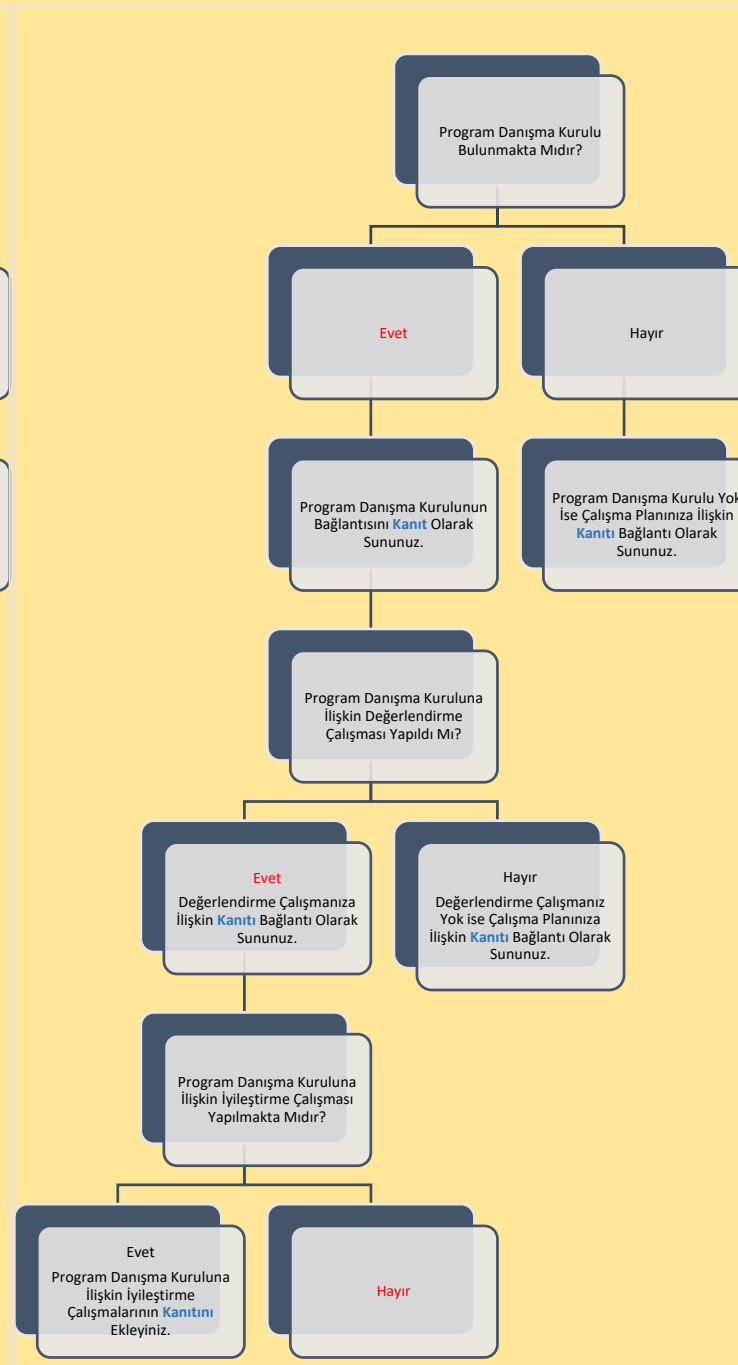 Program Danışma Kurulu
Bulunmakta Mıdır?
Evet
Hayır
Program Danışma Kurulunun
Bağlantısını Kanıt Olarak
Sununuz.
Program Danışma Kurulu Yok
İse Çalışma Planınıza İlişkin
Kanıtı Bağlantı Olarak
Sununuz.
Program Danışma Kuruluna
İlişkin Değerlendirme
Çalışması Yapıldı Mı?
Evet
Değerlendirme Çalışmanıza
İlişkin Kanıtı Bağlantı Olarak
Sununuz.
Hayır
Değerlendirme Çalışmanız
Yok ise Çalışma Planınıza
İlişkin Kanıtı Bağlantı Olarak
Sununuz.
Program Danışma Kuruluna
İlişkin İyileştirme Çalışması
Yapılmakta Mıdır?
Evet
Program Danışma Kuruluna
İlişkin İyileştirme
Çalışmalarının Kanıtını
Ekleyiniz.
Hayır